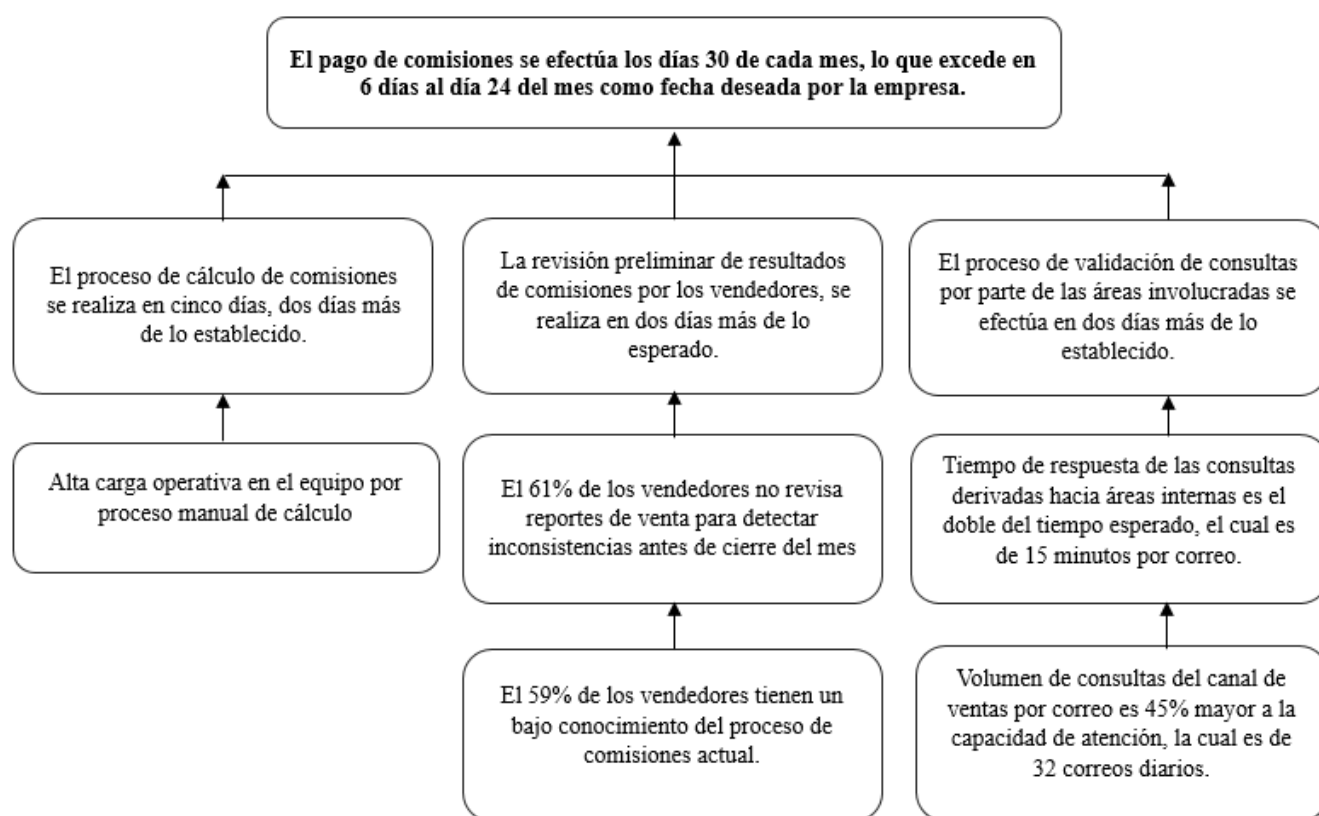 El pago de comisiones se efectúa los días 30 de cada mes, lo que excede en
6 días al día 24 del mes como fecha deseada por la empresa.
El proceso de cálculo de comisiones
se realiza en cinco días, dos días más
de lo establecido.
La revisión preliminar de resultados
de comisiones por los vendedores, se
realiza en dos días más de lo
esperado.
El proceso de validación de consultas
por parte de las áreas involucradas se
efectúa en dos días más de lo
establecido.
Alta carga operativa en el equipo por
proceso manual de cálculo
El 61% de los vendedores no revisa
reportes de venta para detectar
inconsistencias antes de cierre del mes
Tiempo de respuesta de las consultas
derivadas hacia áreas internas es el
doble del tiempo esperado, el cual es
de 15 minutos por correo.
El 59% de los vendedores tienen un
bajo conocimiento del proceso de
comisiones actual.
Volumen de consultas del canal de
ventas por correo es 45% mayor a la
capacidad de atención, la cual es de
32 correos diarios.